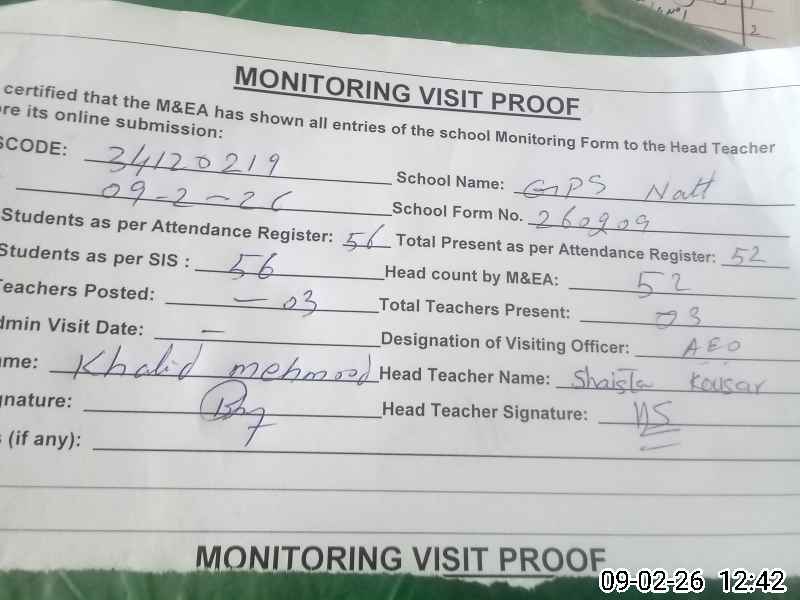 MONITORING VISIT PROOF
certified that the M&EA has shown all entries of the school Monitoring Form to the Head Teacher
re its online submission:
SCODE: 34120219 School Name: GPS Natt
09-2-26 School Form No. 260209
Students as per Attendance Register: 56 Total Present as per Attendance Register: 52
Students as per SIS : 56 Head count by M&EA: 52
eachers Posted: - 03 Total Teachers Present: 03
dmin Visit Date: - Designation of Visiting Officer: AEO
me: Khalid mehmood Head Teacher Name: Shaista Kousar
gnature: Head Teacher Signature:
(if any):
MONITORING VISIT PROOF
09-02-26 12:42